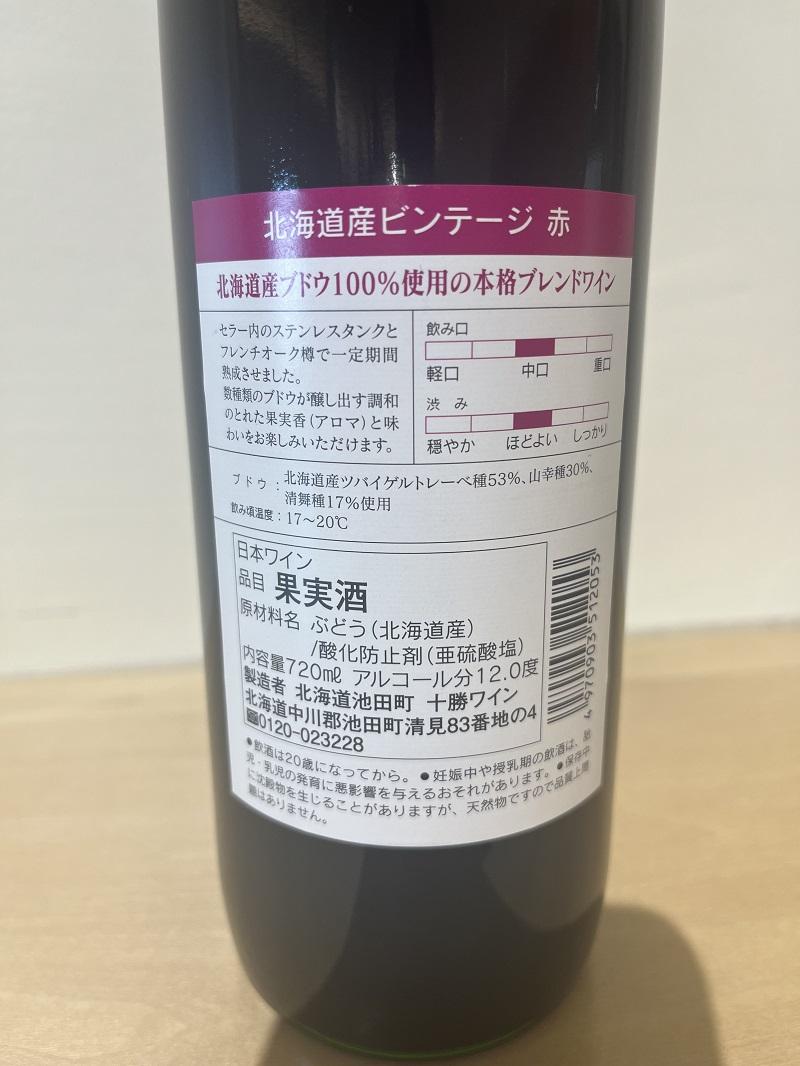 北海道産ビンテージ 赤
北海道産ブドウ100%使用の本格ブレンドワイン
セラー内のステンレスタンクと
フレンチオーク樽で一定期間
熟成させました。
数種類のブドウが醸し出す調和
のとれた果実香(アロマ)と味
わいをお楽しみいただけます。
飲み口
軽口 中口 重口
渋 み
穏やか ほどよい しっかり
ブドウ:北海道産ツバイゲルトレーベ種53%、山幸種30%、
清舞種17%使用
飲み頃温度:17〜20℃
日本ワイン
品目 果実酒
原材料名 ぶどう(北海道産)
/酸化防止剤(亜硫酸塩)
内容量720mℓ アルコール分12.0度
製造者 北海道池田町 十勝ワイン
北海道中川郡池田町清見83番地の4
0120-023228
4 970903 512053
●飲酒は20歳になってから。●妊娠中や授乳期の飲酒は、胎
児・乳児の発育に悪影響を与えるおそれがあります。●保存中
に沈殿物を生じることがありますが、天然物ですので品質上問
題はありません。